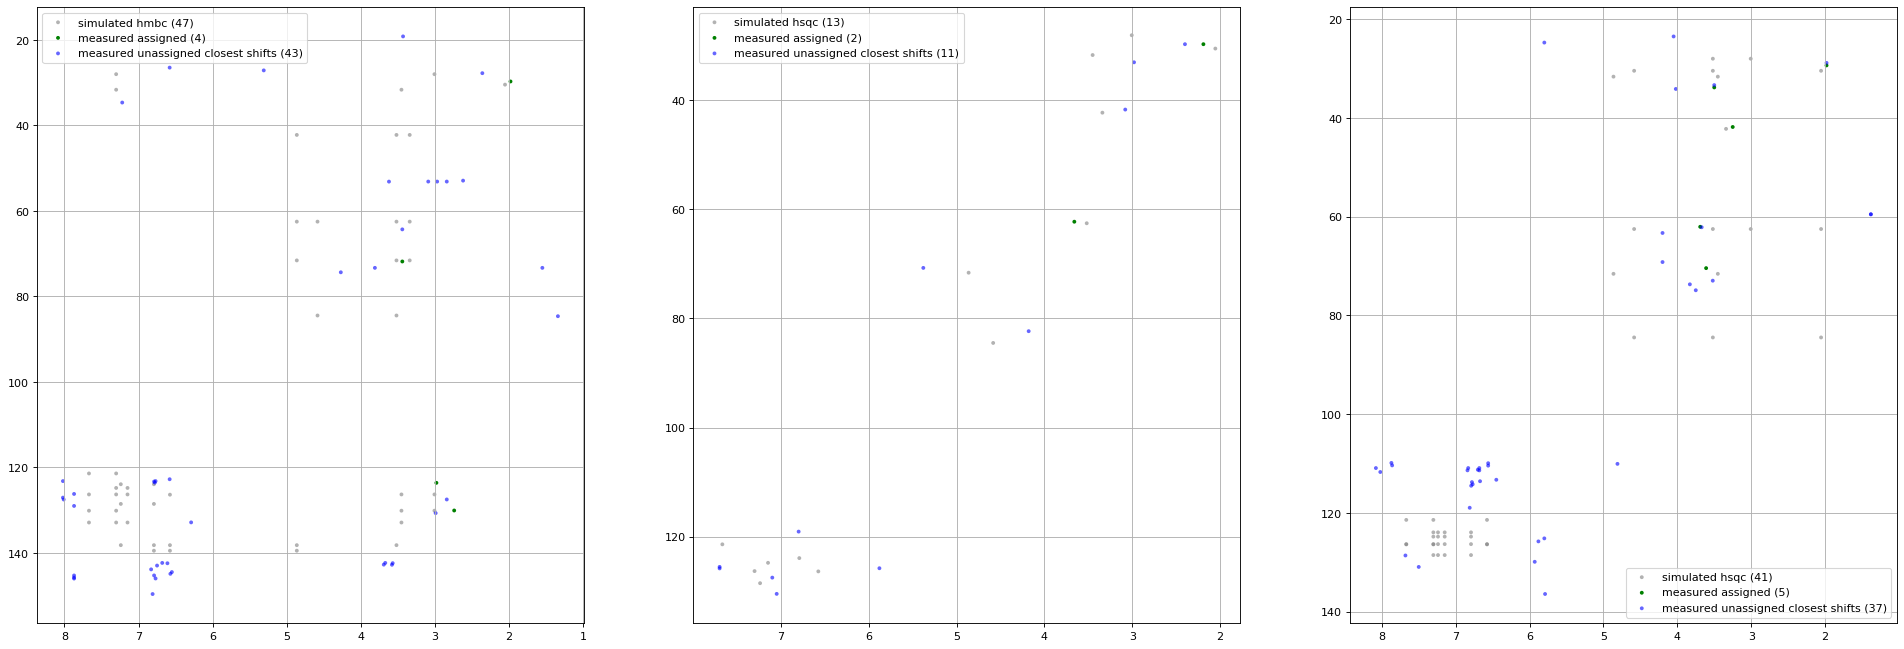 simulated hmbc (47)
measured assigned (4)
measured unassigned closest shifts (43)
20
40
60
80
100
120
140
8 7 6 5 4 3 2 1
simulated hsqc (13)
measured assigned (2)
measured unassigned closest shifts (11)
40
60
80
100
120
7 6 5 4 3 2
20
40
60
80
100
120
140
simulated hsqc (41)
measured assigned (5)
measured unassigned closest shifts (37)
8 7 6 5 4 3 2